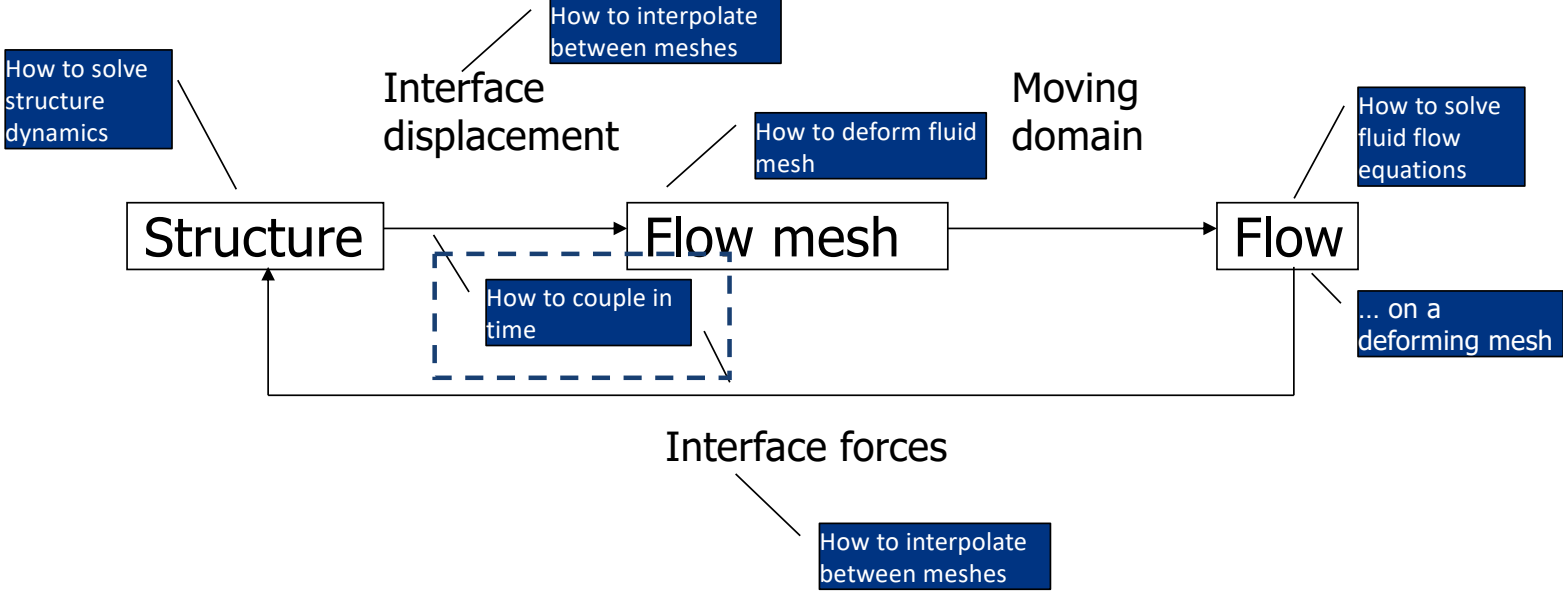 How to interpolate
between meshes
How to solve
structure
dynamics
Interface
displacement
Moving
domain
How to solve
fluid flow
equations
How to deform fluid
mesh
Structure
Flow mesh
Flow
How to couple in
time
... on a
deforming mesh
Interface forces
How to interpolate
between meshes